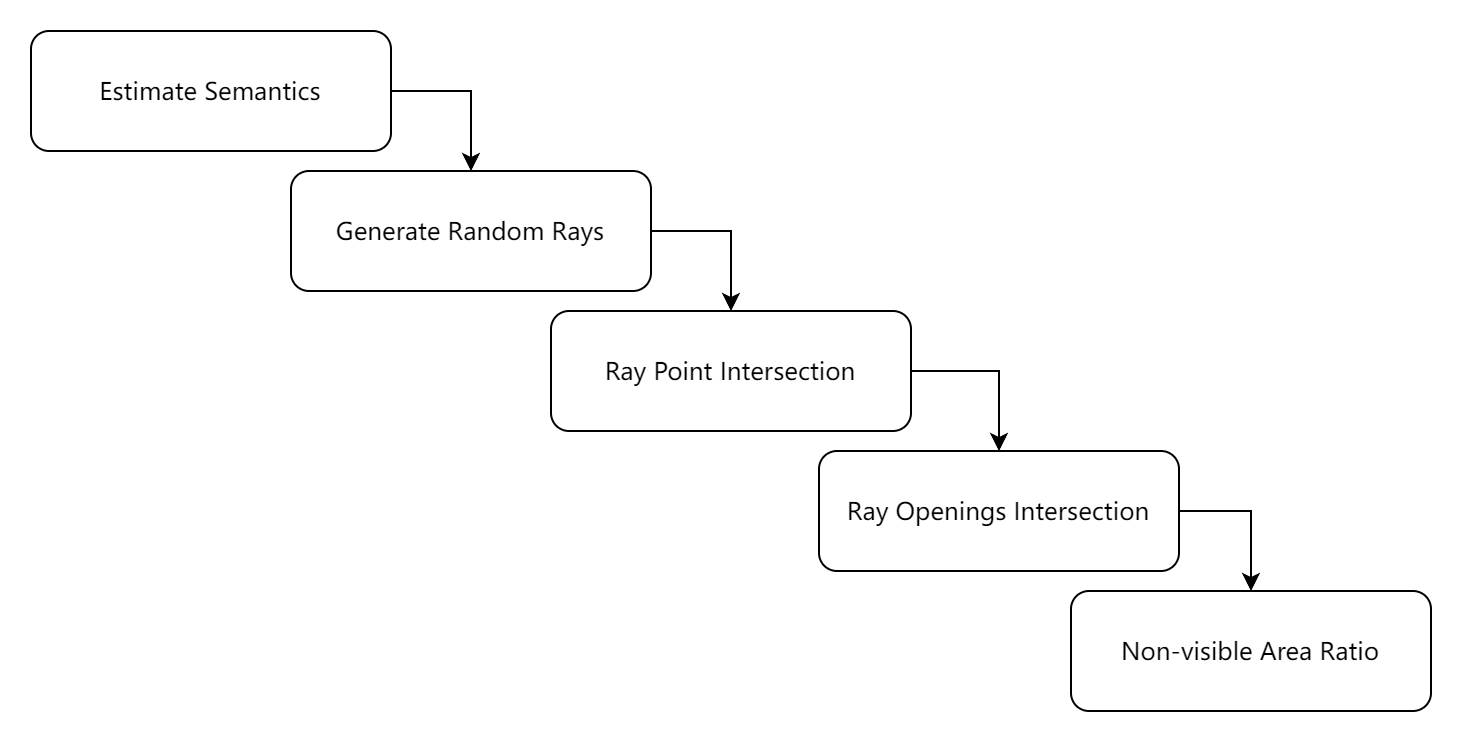 Estimate Semantics
Generate Random Rays
Ray Point Intersection
Ray Openings Intersection
Non-visible Area Ratio